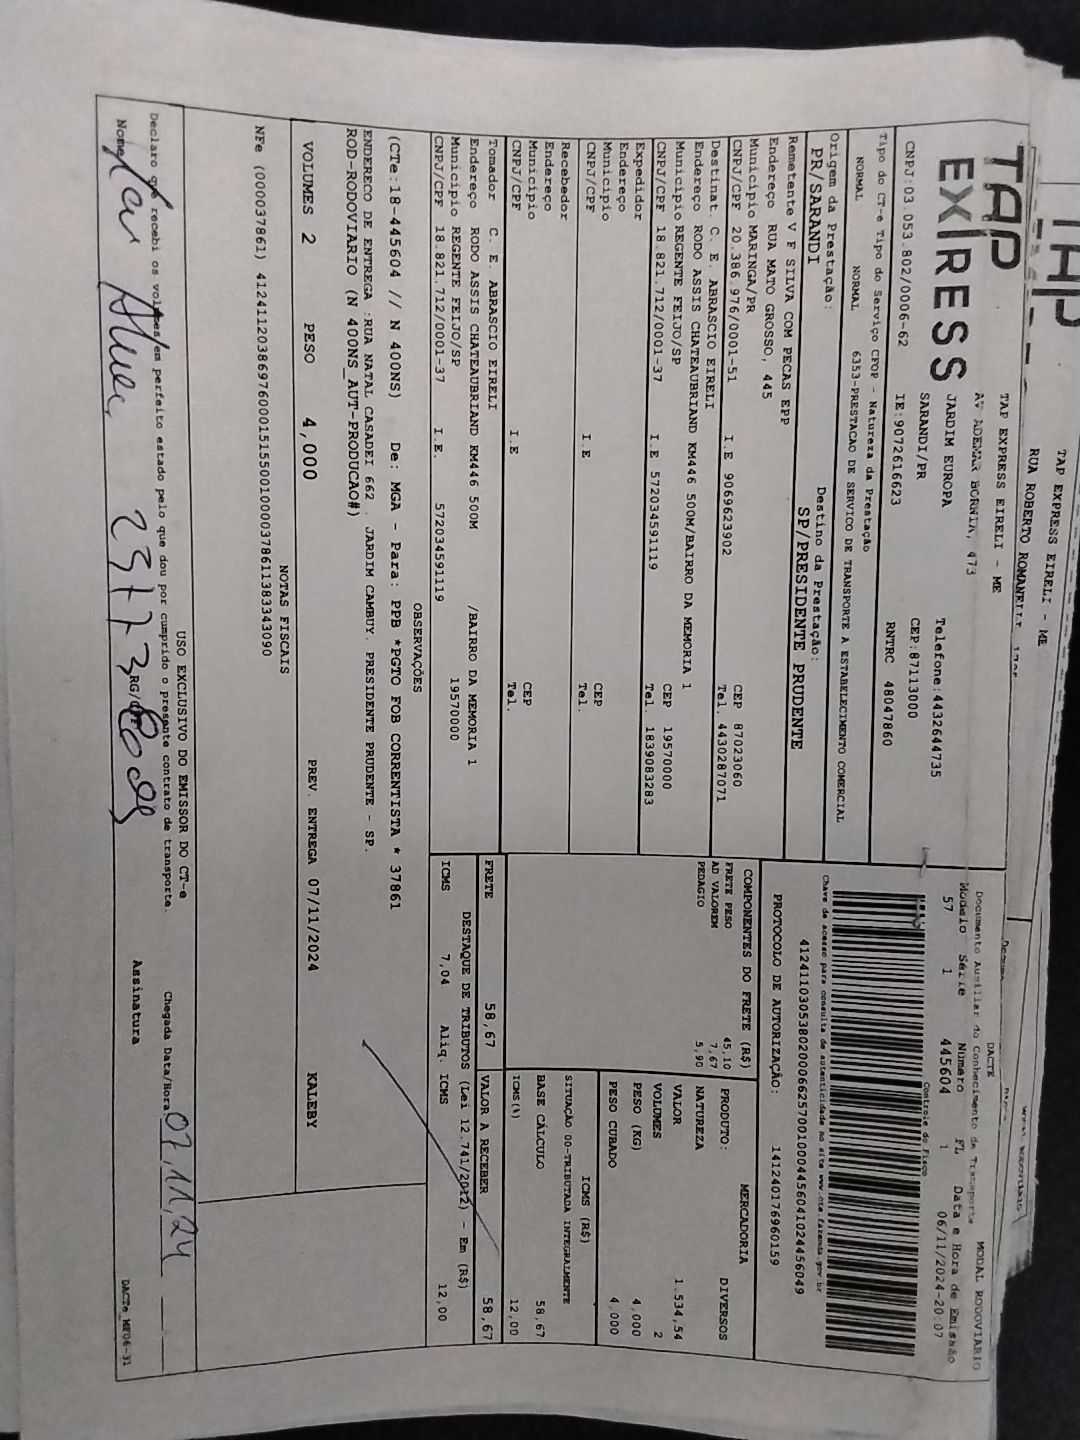 TAP EXPRESS EIRELI - ME
RUA ROBERTO ROMANELLI
TAP EXPRESS
TAP EXPRESS EIRELI - ME
AV ADEMAR BORNIA, 473
JARDIM EUROPA
SARANDI/PR
Telefone:4432644735
CEP:87113000
CNPJ:03.053.802/0006-62
IE:9072616623
RNTRC 48047860
DACTE
MODAL RODOVIÁRIO
Documento Auxiliar do Conhecimento de Transporte
Modelo Série Número FL Data e Hora de Emissão
57 1 445604 1 06/11/2024-20:07
Controle do Fisco
Tipo do CT-e Tipo do Serviço CFOP - Natureza da Prestação
NORMAL NORMAL 6353-PRESTACAO DE SERVICO DE TRANSPORTE A ESTABELECIMENTO COMERCIAL
Chave de acesso para consulta de autenticidade no site www.cte.fazenda.gov.br
41241103053802000662570010004456041024456049
PROTOCOLO DE AUTORIZAÇÃO: 141240176960159
Origem da Prestação:
PR/SARANDI
Destino da Prestação:
SP/PRESIDENTE PRUDENTE
Remetente V F SILVA COM PECAS EPP
Endereço RUA MATO GROSSO, 445
Município MARINGA/PR CEP 87023060
CNPJ/CPF 20.386.976/0001-51 I.E 9069623902 Tel. 4430287071
Destinat. C. E. ABRASCIO EIRELI
Endereço RODO ASSIS CHATEAUBRIAND KM446 500M/BAIRRO DA MEMORIA 1
Município REGENTE FEIJO/SP CEP 19570000
CNPJ/CPF 18.821.712/0001-37 I.E 572034591119 Tel. 1839083283
Expedidor
Endereço
Município CEP
CNPJ/CPF I.E Tel.
Recebedor
Endereço
Município CEP
CNPJ/CPF I.E Tel.
Tomador C. E. ABRASCIO EIRELI
Endereço RODO ASSIS CHATEAUBRIAND KM446 500M /BAIRRO DA MEMORIA 1
Município REGENTE FEIJO/SP 19570000
CNPJ/CPF 18.821.712/0001-37 I.E. 572034591119
COMPONENTES DO FRETE (R$)
FRETE PESO 45,10
AD VALOREM 7,67
PEDAGIO 5,90
MERCADORIA
PRODUTO: DIVERSOS
NATUREZA
VALOR 1.534,54
VOLUMES 2
PESO (KG) 4,000
PESO CUBADO 4,000
ICMS (R$)
SITUAÇÃO 00-TRIBUTADA INTEGRALMENTE
BASE CÁLCULO 58,67
ICMS(%) 12,00
FRETE 58,67 VALOR A RECEBER 58,67
DESTAQUE DE TRIBUTOS (Lei 12.741/2012) - Em (R$)
ICMS 7,04 Aliq. ICMS 12,00
OBSERVAÇÕES
(CTe:18-445604 // N 400NS) De: MGA - Para: PPB *PGTO FOB CORRENTISTA * 37861
ENDERECO DE ENTREGA :RUA NATAL CASADEI 662 . JARDIM CAMBUY. PRESIDENTE PRUDENTE - SP.
ROD-RODOVIARIO (N 400NS_AUT-PRODUCAO#)
VOLUMES 2 PESO 4,000 PREV. ENTREGA 07/11/2024 KALEBY
NOTAS FISCAIS
NFe (000037861) 41241120386976000151550010000378611383343090
USO EXCLUSIVO DO EMISSOR DO CT-e
Declaro que recebi os volumes em perfeito estado pelo que dou por cumprido o presente contrato de transporte. Chegada Data/Hora 07/11/24
Nome RG/ Assinatura
DACTe_MF06-31